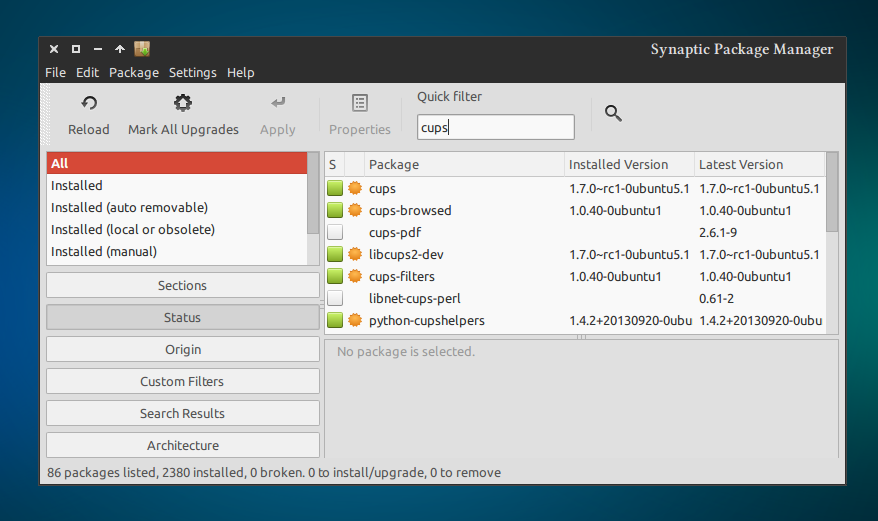 Synaptic Package Manager
File Edit Package Settings Help
Quick filter
Reload Mark All Upgrades Apply Properties
cups
All
Installed
Installed (auto removable)
Installed (local or obsolete)
Installed (manual)
Sections
Status
Origin
Custom Filters
Search Results
Architecture
S Package Installed Version Latest Version
cups 1.7.0~rc1-0ubuntu5.1 1.7.0~rc1-0ubuntu5.1
cups-browsed 1.0.40-0ubuntu1 1.0.40-0ubuntu1
cups-pdf 2.6.1-9
libcups2-dev 1.7.0~rc1-0ubuntu5.1 1.7.0~rc1-0ubuntu5.1
cups-filters 1.0.40-0ubuntu1 1.0.40-0ubuntu1
libnet-cups-perl 0.61-2
python-cupshelpers 1.4.2+20130920-0ubu 1.4.2+20130920-0ubu
No package is selected.
86 packages listed, 2380 installed, 0 broken. 0 to install/upgrade, 0 to remove